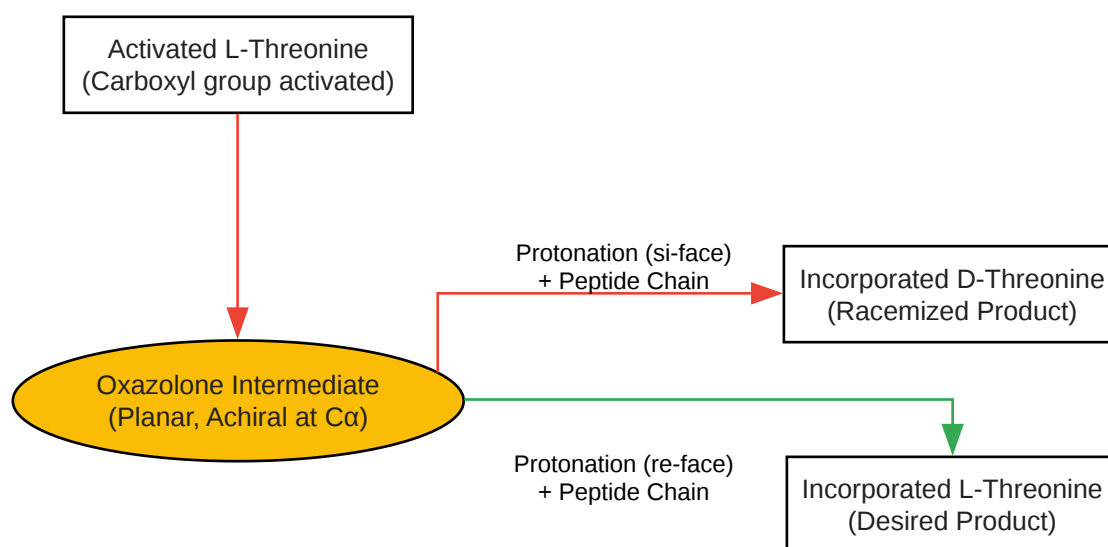 Activated L-Threonine
(Carboxyl group activated)
Protonation (si-face)
+ Peptide Chain
Incorporated D-Threonine
(Racemized Product)
Oxazolone Intermediate
(Planar, Achiral at Cα)
Protonation (re-face)
+ Peptide Chain
Incorporated L-Threonine
(Desired Product)